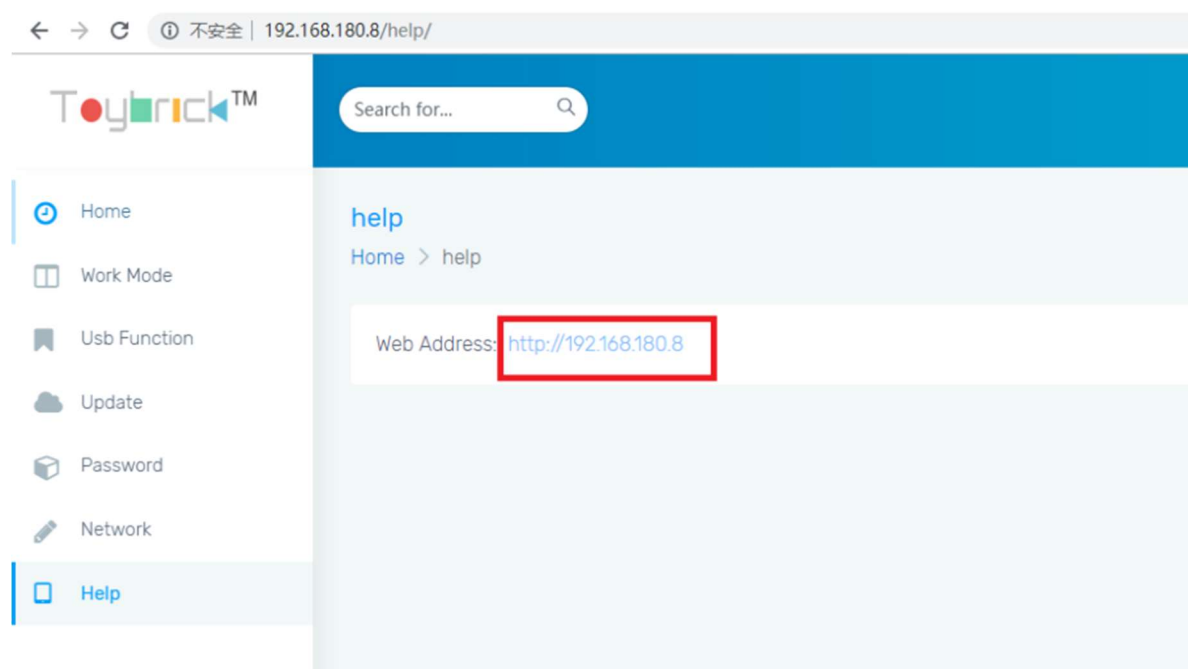 不安全 | 192.168.180.8/help/
Toybrick™
Search for...
Home
Work Mode
Usb Function
Update
Password
Network
Help
help
Home > help
Web Address: http://192.168.180.8